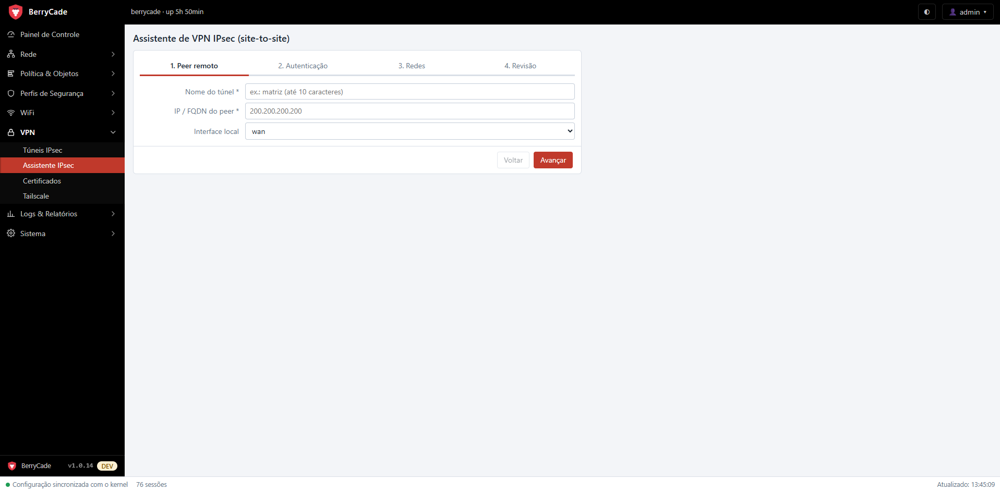 BerryCade
berrycade · up 5h 50min
admin
Painel de Controle
Rede
Política & Objetos
Perfis de Segurança
WiFi
VPN
Túneis IPsec
Assistente IPsec
Certificados
Tailscale
Logs & Relatórios
Sistema
Assistente de VPN IPsec (site-to-site)
1. Peer remoto 2. Autenticação 3. Redes 4. Revisão
Nome do túnel * ex.: matriz (até 10 caracteres)
IP / FQDN do peer * 200.200.200.200
Interface local wan
Voltar Avançar
BerryCade v1.0.14 DEV
Configuração sincronizada com o kernel 76 sessões Atualizado: 13:45:09